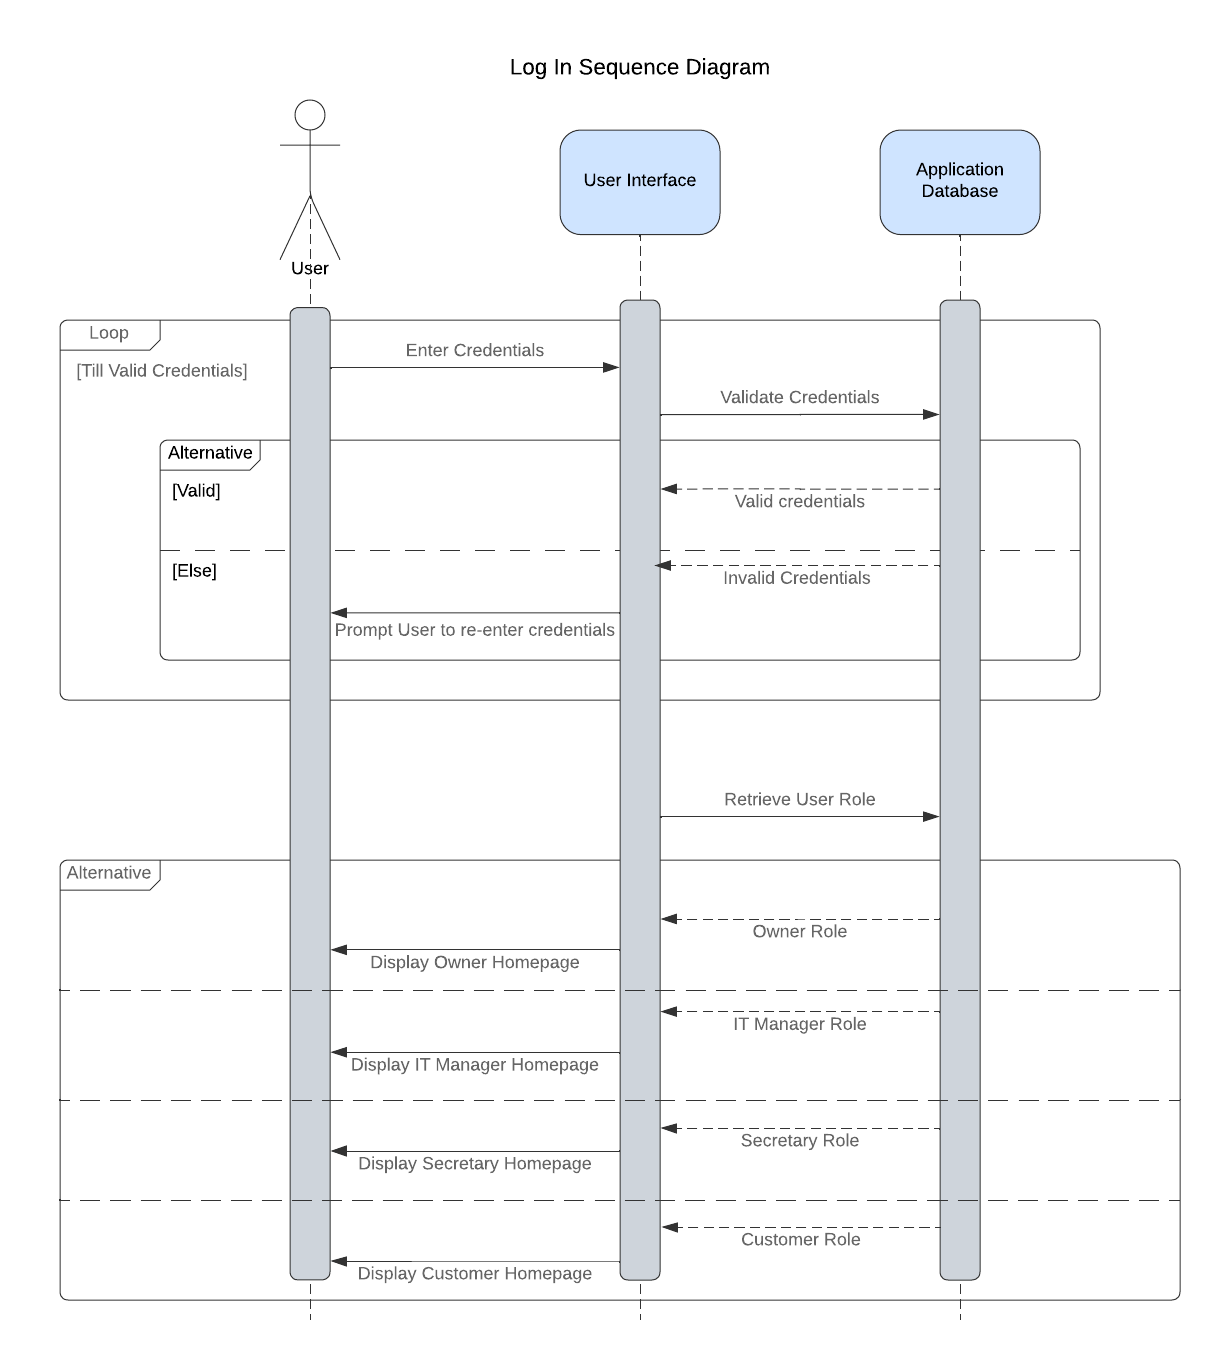 Log In Sequence Diagram
User Interface
Application
Database
User
Loop
[Till Valid Credentials]
Enter Credentials
Validate Credentials
Alternative
[Valid]
Valid credentials
[Else]
Invalid Credentials
Prompt User to re-enter credentials
Retrieve User Role
Alternative
Owner Role
Display Owner Homepage
IT Manager Role
Display IT Manager Homepage
Secretary Role
Display Secretary Homepage
Customer Role
Display Customer Homepage